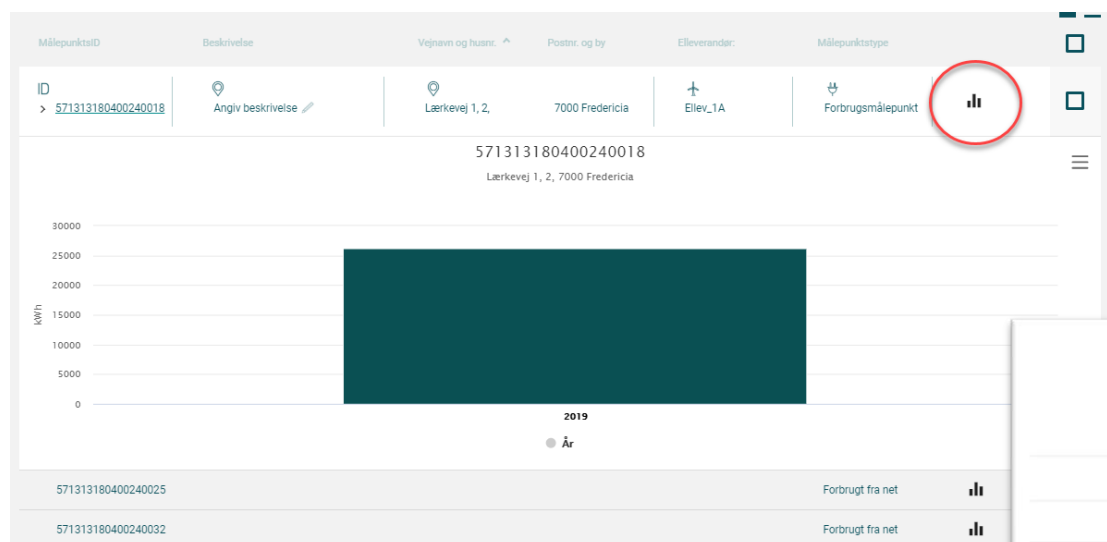 MålepunktsID Beskrivelse Vejnavn og husnr. Postnr. og by Elleverandør: Målepunktstype
ID
571313180400240018 Angiv beskrivelse Lærkevej 1, 2, 7000 Fredericia Ellev_1A Forbrugsmålepunkt
571313180400240018
Lærkevej 1, 2, 7000 Fredericia
30000
25000
20000
15000
10000
5000
0
kWh
2019
År
571313180400240025 Forbrugt fra net
571313180400240032 Forbrugt fra net